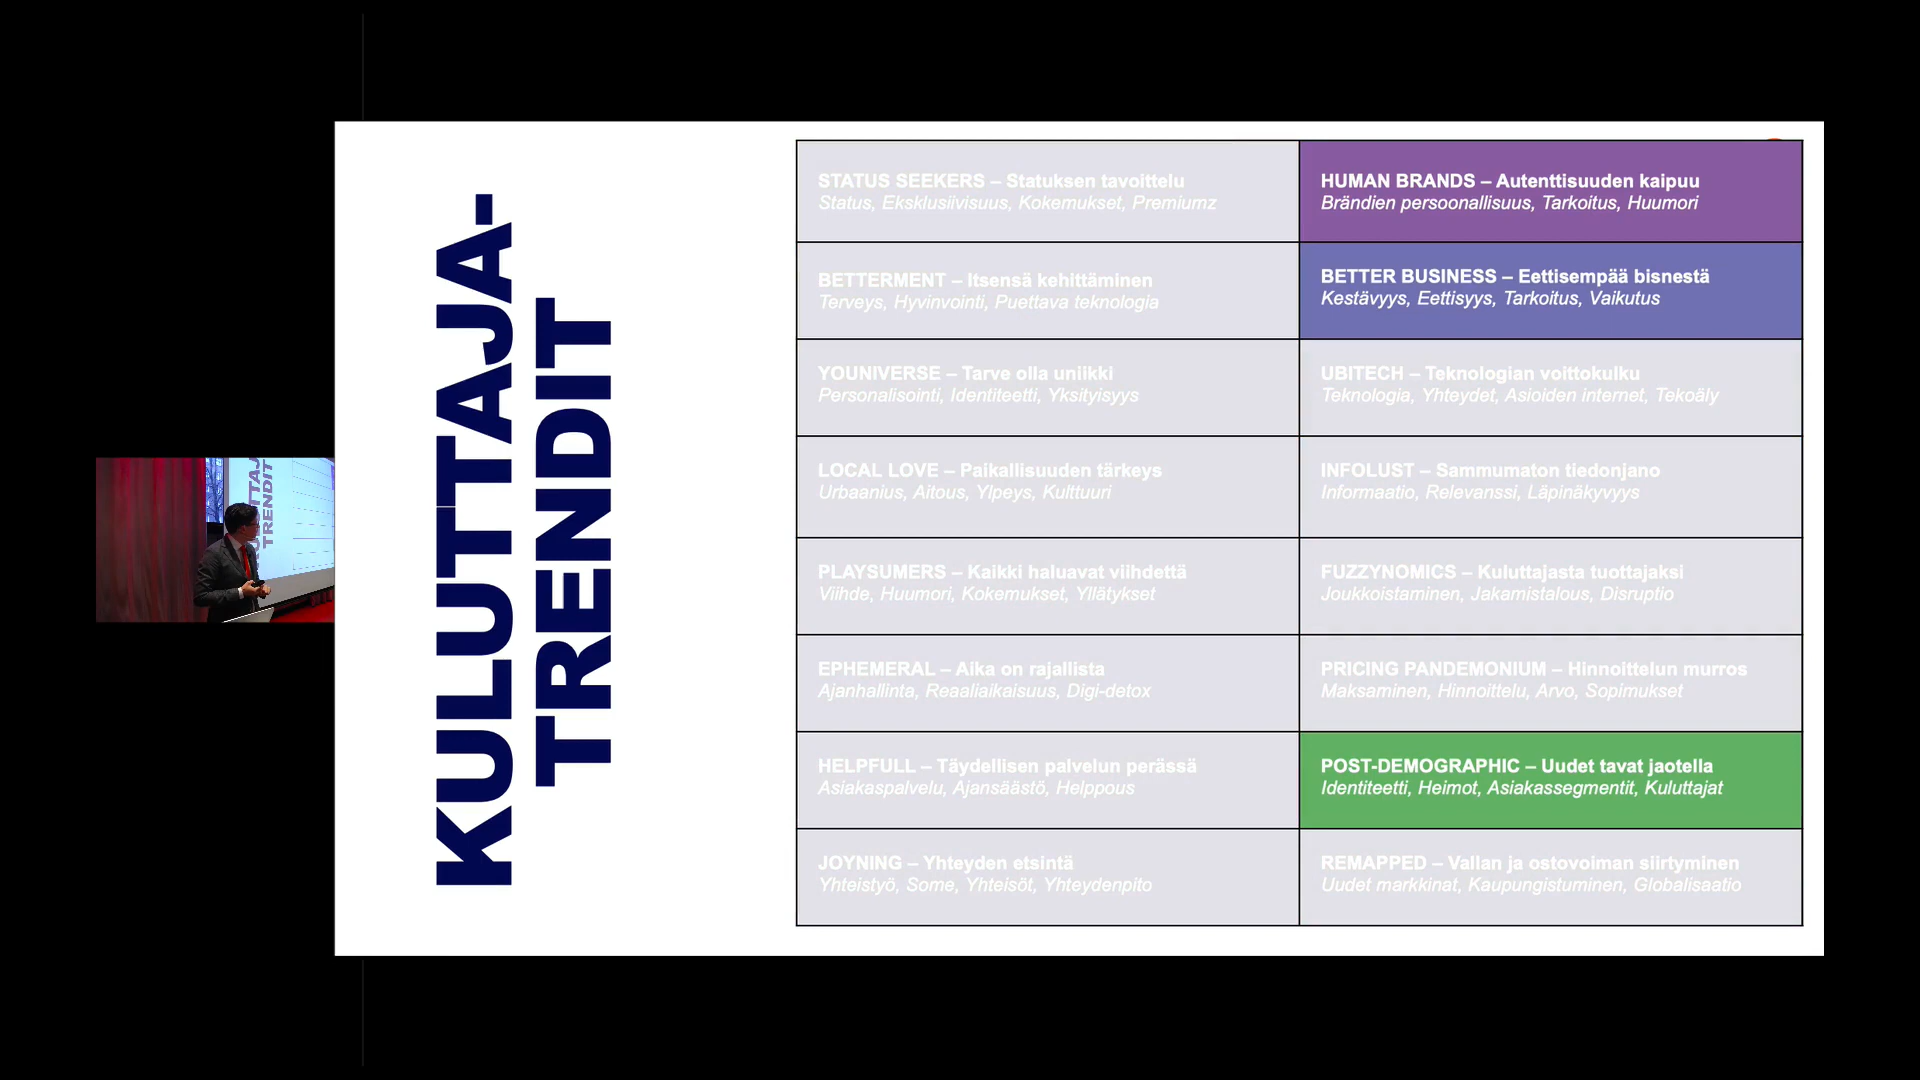 KULUTTAJA-
TRENDIT
STATUS SEEKERS – Statuksen tavoittelu
Status, Eksklusiivisuus, Kokemukset, Premiumz
HUMAN BRANDS – Autenttisuuden kaipuu
Brändien persoonallisuus, Tarkoitus, Huumori
BETTERMENT – Itsensä kehittäminen
Terveys, Hyvinvointi, Puettava teknologia
BETTER BUSINESS – Eettisempää bisnestä
Kestävyys, Eettisyys, Tarkoitus, Vaikutus
YOUNIVERSE – Tarve olla uniikki
Personalisointi, Identiteetti, Yksityisyys
UBITECH – Teknologian voittokulku
Teknologia, Yhteydet, Asioiden internet, Tekoäly
LOCAL LOVE – Paikallisuuden tärkeys
Urbaanius, Aitous, Ylpeys, Kulttuuri
INFOLUST – Sammumaton tiedonjano
Informaatio, Relevanssi, Läpinäkyvyys
PLAYSUMERS – Kaikki haluavat viihdettä
Viihde, Huumori, Kokemukset, Yllätykset
FUZZYNOMICS – Kuluttajasta tuottajaksi
Joukkoistaminen, Jakamistalous, Disruptio
EPHEMERAL – Aika on rajallista
Ajanhallinta, Reaaliaikaisuus, Digi-detox
PRICING PANDEMONIUM – Hinnoittelun murros
Maksaminen, Hinnoittelu, Arvo, Sopimukset
HELPFULL – Täydellisen palvelun perässä
Asiakaspalvelu, Ajansäästö, Helppous
POST-DEMOGRAPHIC – Uudet tavat jaotella
Identiteetti, Heimot, Asiakassegmentit, Kuluttajat
JOYNING – Yhteyden etsintä
Yhteistyö, Some, Yhteisöt, Yhteydenpito
REMAPPED – Vallan ja ostovoiman siirtyminen
Uudet markkinat, Kaupungistuminen, Globalisaatio